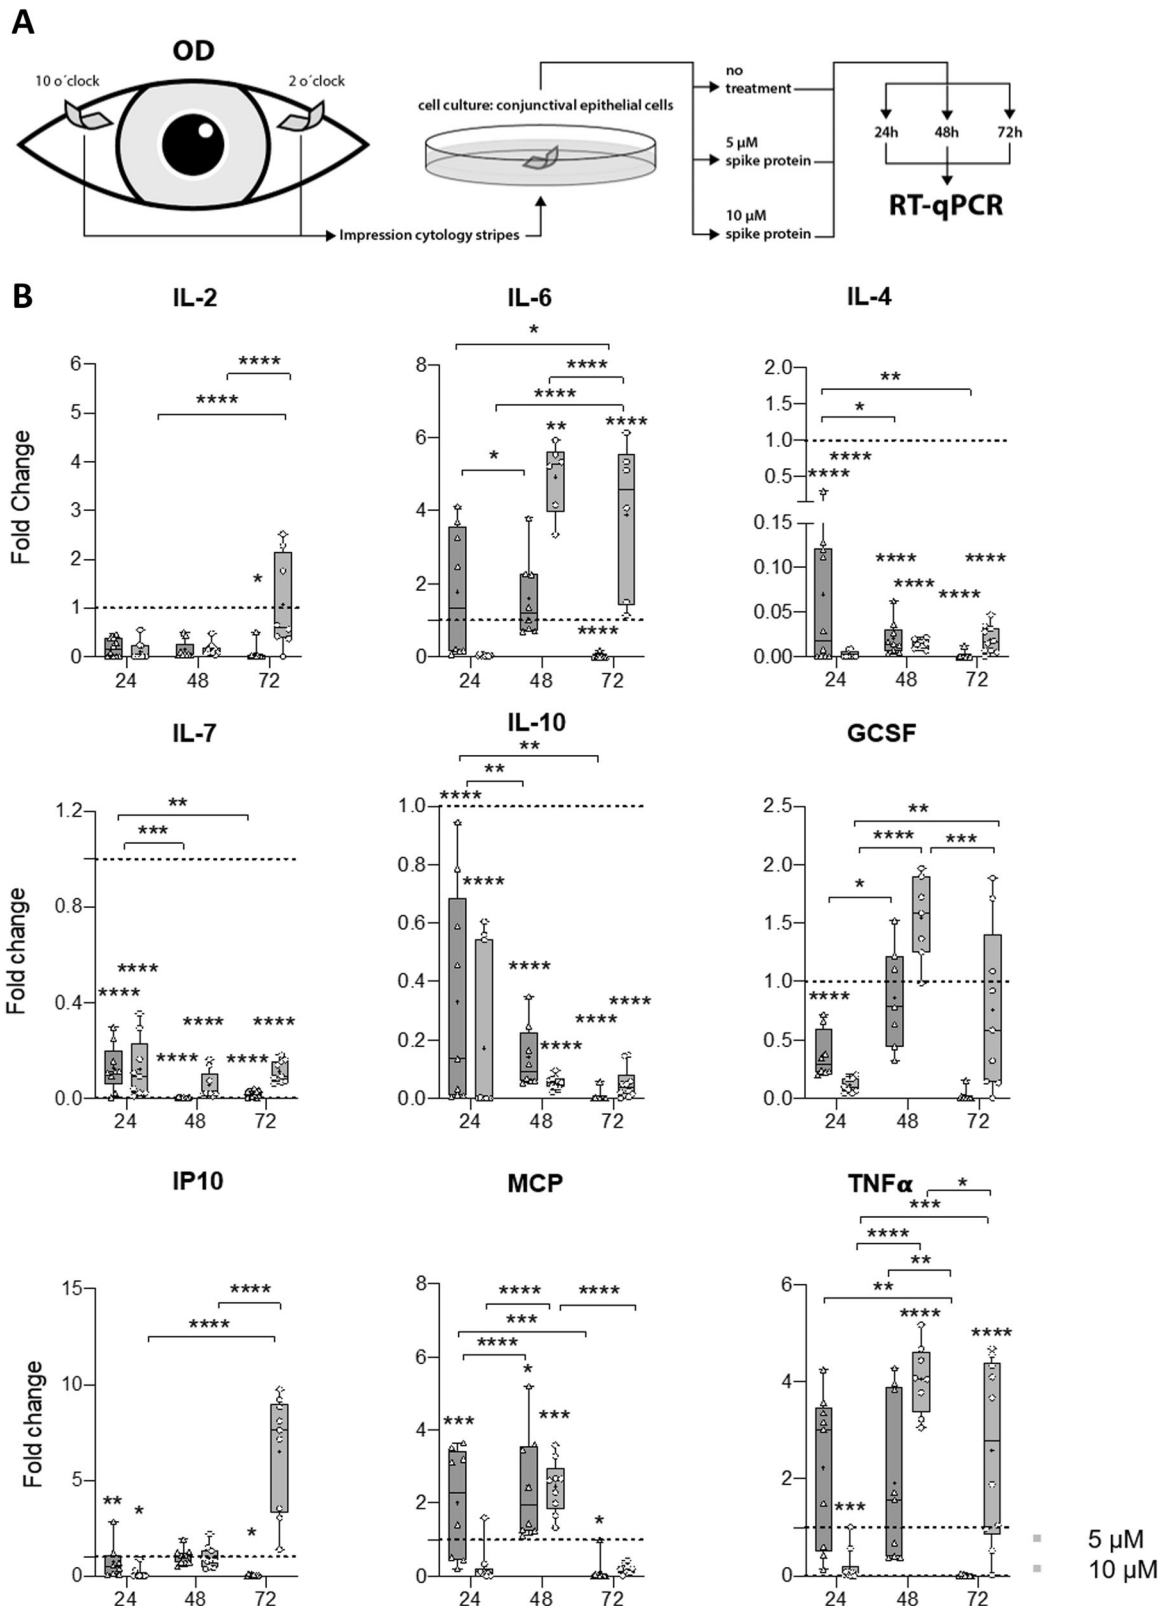 A
OD
10 o´clock
2 o´clock
Impression cytology stripes
cell culture: conjunctival epithelial cells
no
treatment
5 µM
spike protein
10 µM
spike protein
24h 48h 72h
RT-qPCR
B
IL-2
Fold Change
6
5
4
3
2
1
0
****
****
*
24 48 72
IL-6
8
6
4
2
0
*
****
****
****
**
*
****
24 48 72
IL-4
2.0
1.5
1.0
0.5
0.15
0.10
0.05
0.00
**
*
****
****
****
****
****
****
24 48 72
IL-7
Fold change
1.2
0.8
0.4
0.0
**
***
****
****
****
****
****
****
24 48 72
IL-10
1.0
0.8
0.6
0.4
0.2
0.0
**
**
****
****
****
****
****
****
24 48 72
GCSF
2.5
2.0
1.5
1.0
0.5
0.0
**
****
***
*
****
24 48 72
IP10
Fold change
15
10
5
0
****
****
**
*
*
24 48 72
MCP
8
6
4
2
0
****
****
***
****
*
***
***
*
24 48 72
TNFα
6
4
2
0
*
***
****
**
**
****
****
***
24 48 72
5 µM
10 µM